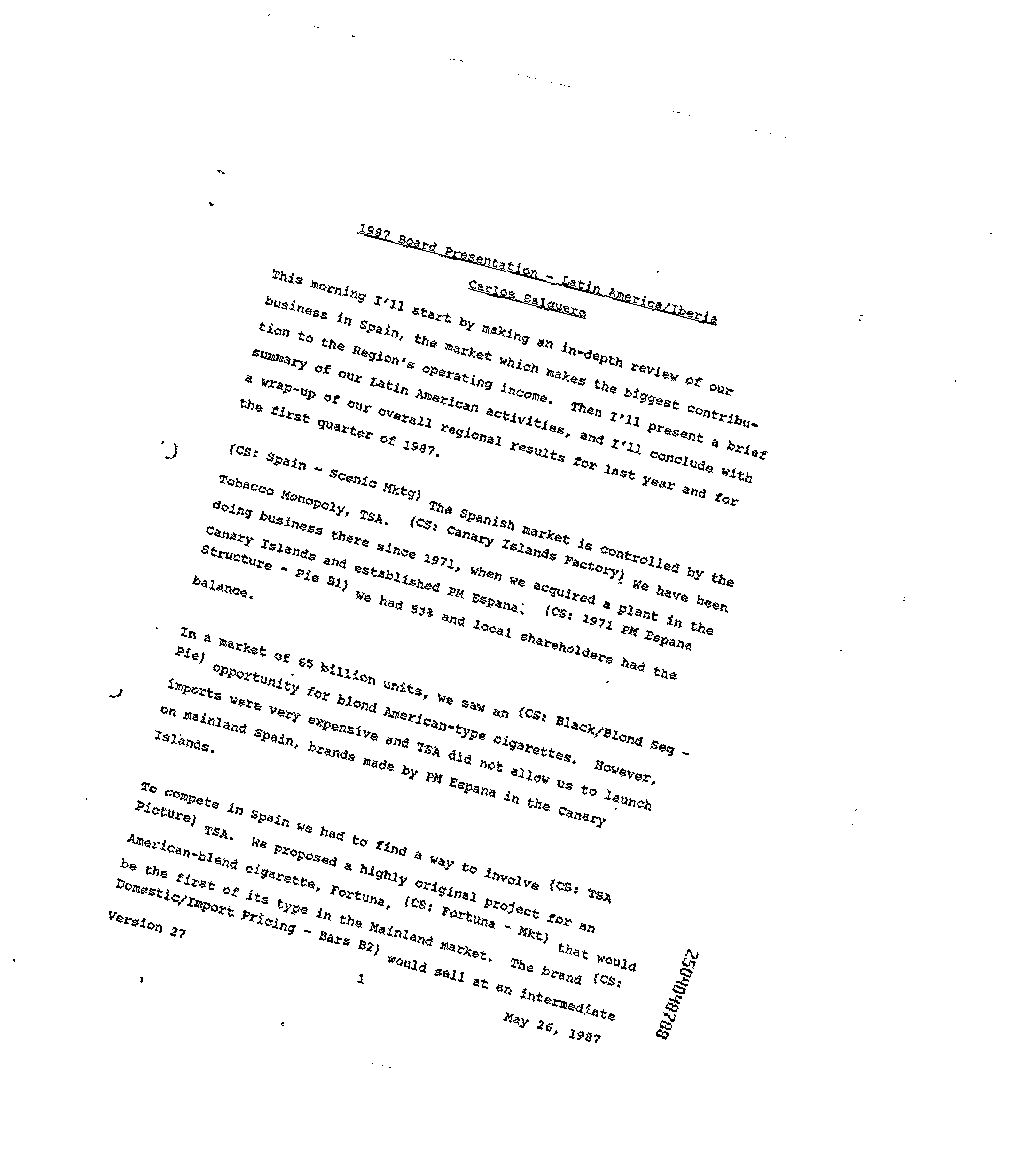 1987 Board Presentation - Latin America/Iberia
Carlos Salguero
This morning I'll start by making an in-depth review of our
business in Spain, the market which makes the biggest contribu-
tion to the Region's operating income. Then I'll present a brief
summary of our Latin American activities, and I'll conclude with
a wrap-up of our overall regional results for last year and for
the first quarter of 1987.
{CS: Spain - Scenic Mktg} The Spanish market is controlled by the
Tobacco Monopoly, TSA. {CS: Canary Islands Factory} We have been
doing business there since 1971, when we acquired a plant in the
Canary Islands and established PM Espana. {CS: 1971 PM Espana
Structure - Pie B1} We had 53% and local shareholders had the
balance.
In a market of 65 billion units, we saw an {CS: Black/Blond Seg -
Pie} opportunity for blond American-type cigarettes. However,
imports were very expensive and TSA did not allow us to launch
on mainland Spain, brands made by PM Espana in the Canary
Islands.
To compete in Spain we had to find a way to involve {CS: TSA
Picture} TSA. We proposed a highly original project for an
American-blend cigarette, Fortuna, {CS: Fortuna - Mkt} that would
be the first of its type in the Mainland market. The brand {CS:
Domestic/Import Pricing - Bars B2} would sell at an intermediate
Version 27
1
May 26, 1987
2504048788